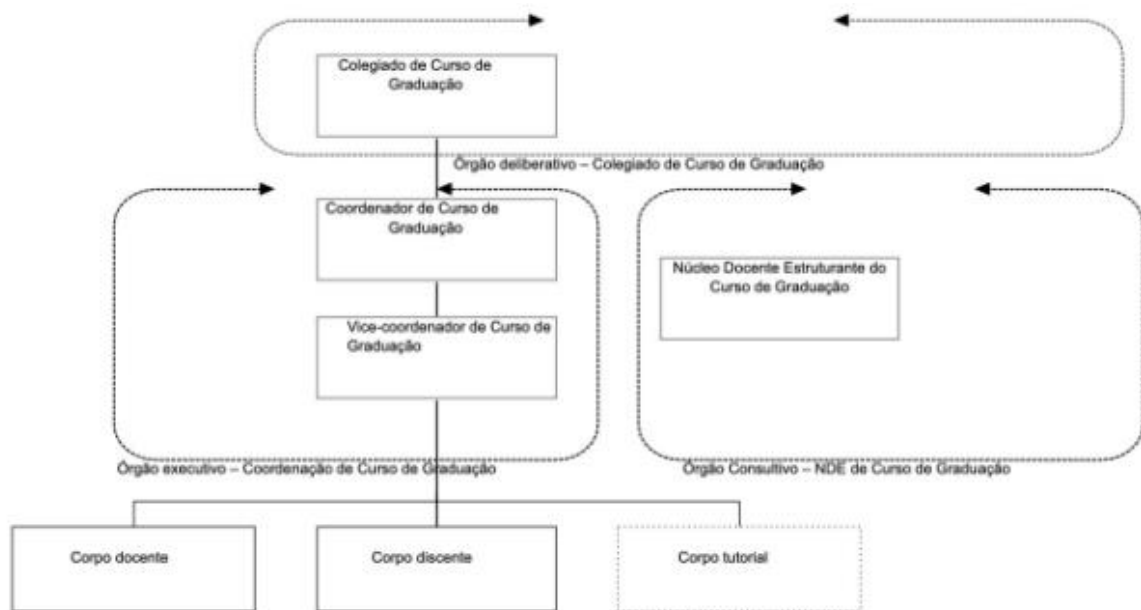 Colegiado de Curso de
Graduação
Órgão deliberativo – Colegiado de Curso de Graduação
Coordenador de Curso de
Graduação
Núcleo Docente Estruturante do
Curso de Graduação
Vice-coordenador de Curso de
Graduação
Órgão executivo – Coordenação de Curso de Graduação
Órgão Consultivo – NDE de Curso de Graduação
Corpo docente
Corpo discente
Corpo tutorial